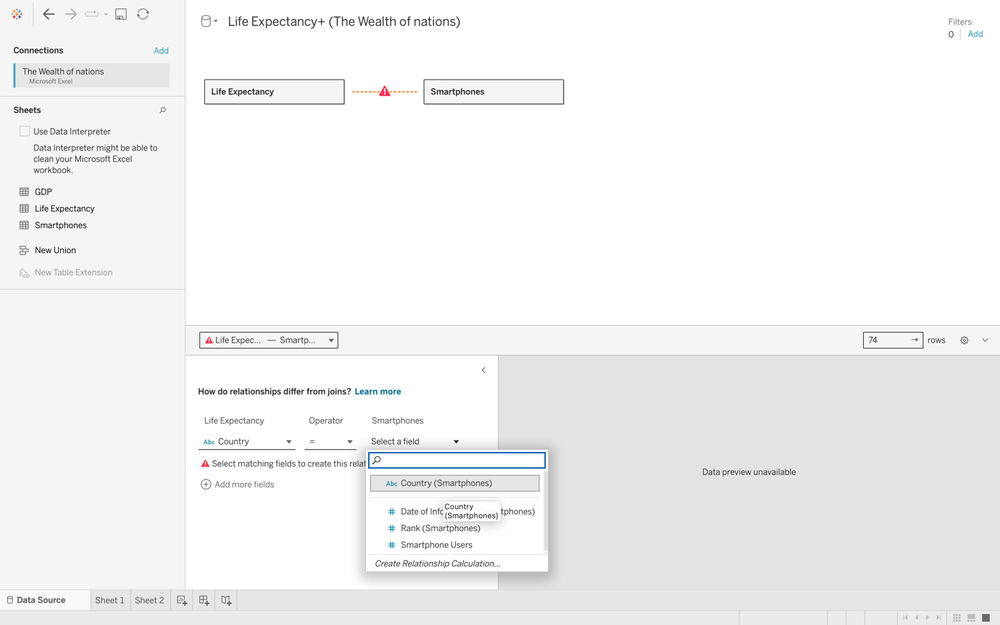 Life Expectancy+ (The Wealth of nations)
Filters
0 Add
Connections Add
The Wealth of nations
Microsoft Excel
Sheets
Use Data Interpreter
Data Interpreter might be able to
clean your Microsoft Excel
workbook.
GDP
Life Expectancy
Smartphones
New Union
New Table Extension
Life Expectancy
Smartphones
Life Expec... — Smartp...
74 → rows
How do relationships differ from joins? Learn more
Life Expectancy Operator Smartphones
Abc Country = Select a field
Select matching fields to create this rela
Add more fields
Abc Country (Smartphones)
# Date of Info tphones)
Country
(Smartphones)
# Rank (Smartphones)
# Smartphone Users
Create Relationship Calculation...
Data preview unavailable
Data Source Sheet 1 Sheet 2